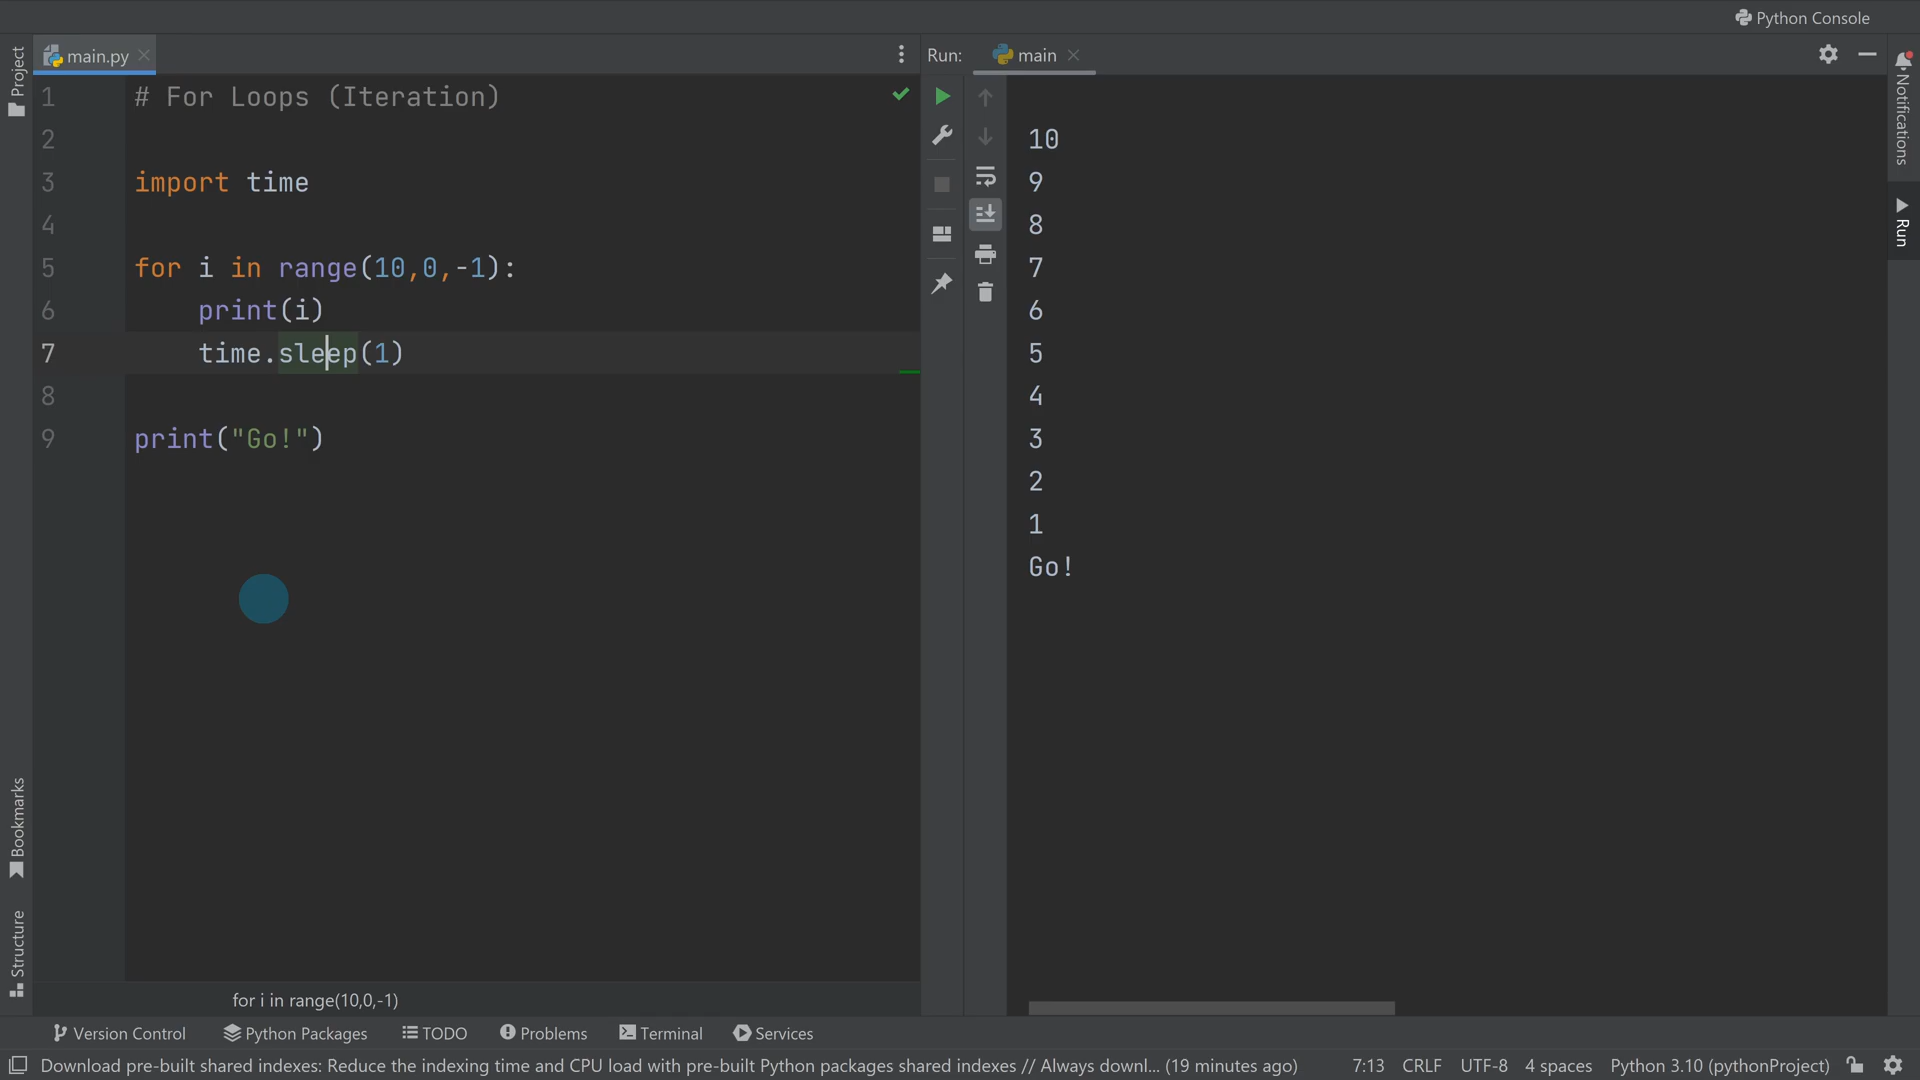 Python Console
Project
main.py
Run: main
Notifications
Run
1 # For Loops (Iteration)
2
3 import time
4
5 for i in range(10,0,-1):
6     print(i)
7     time.sleep(1)
8
9 print("Go!")
10
9
8
7
6
5
4
3
2
1
Go!
Bookmarks
Structure
for i in range(10,0,-1)
Version Control Python Packages TODO Problems Terminal Services
Download pre-built shared indexes: Reduce the indexing time and CPU load with pre-built Python packages shared indexes // Always downl... (19 minutes ago) 7:13 CRLF UTF-8 4 spaces Python 3.10 (pythonProject)